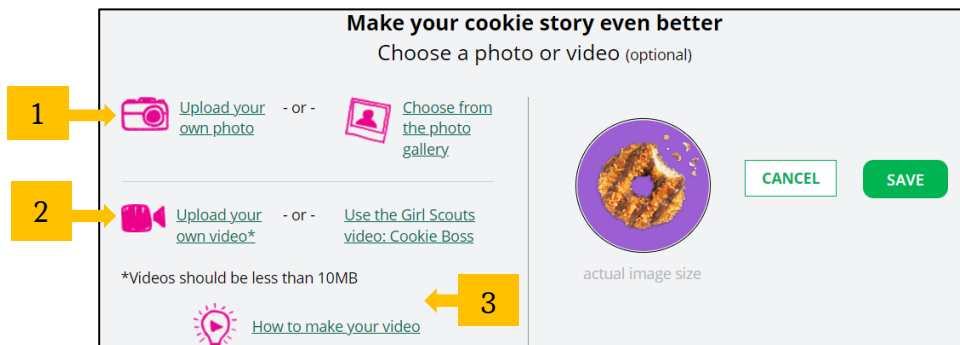 Make your cookie story even better
Choose a photo or video (optional)
1
Upload your
own photo
- or -
Choose from
the photo
gallery
2
Upload your
own video*
- or -
Use the Girl Scouts
video: Cookie Boss
*Videos should be less than 10MB
3
How to make your video
actual image size
CANCEL
SAVE